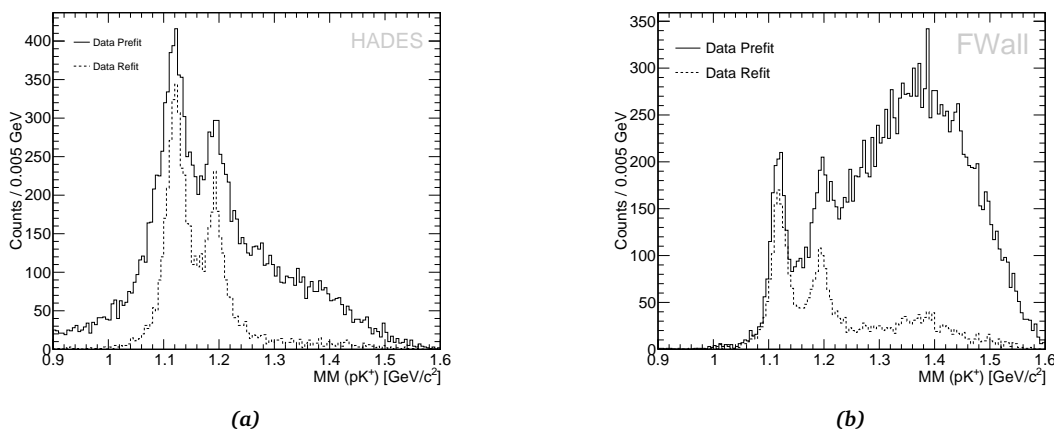 HADES
Data Prefit
Data Refit
Counts / 0.005 GeV
400
350
300
250
200
150
100
50
0
0.9 1 1.1 1.2 1.3 1.4 1.5 1.6
MM (pK⁺) [GeV/c²]
(a)
FWall
Data Prefit
Data Refit
Counts / 0.005 GeV
350
300
250
200
150
100
50
0
0.9 1 1.1 1.2 1.3 1.4 1.5 1.6
MM (pK⁺) [GeV/c²]
(b)